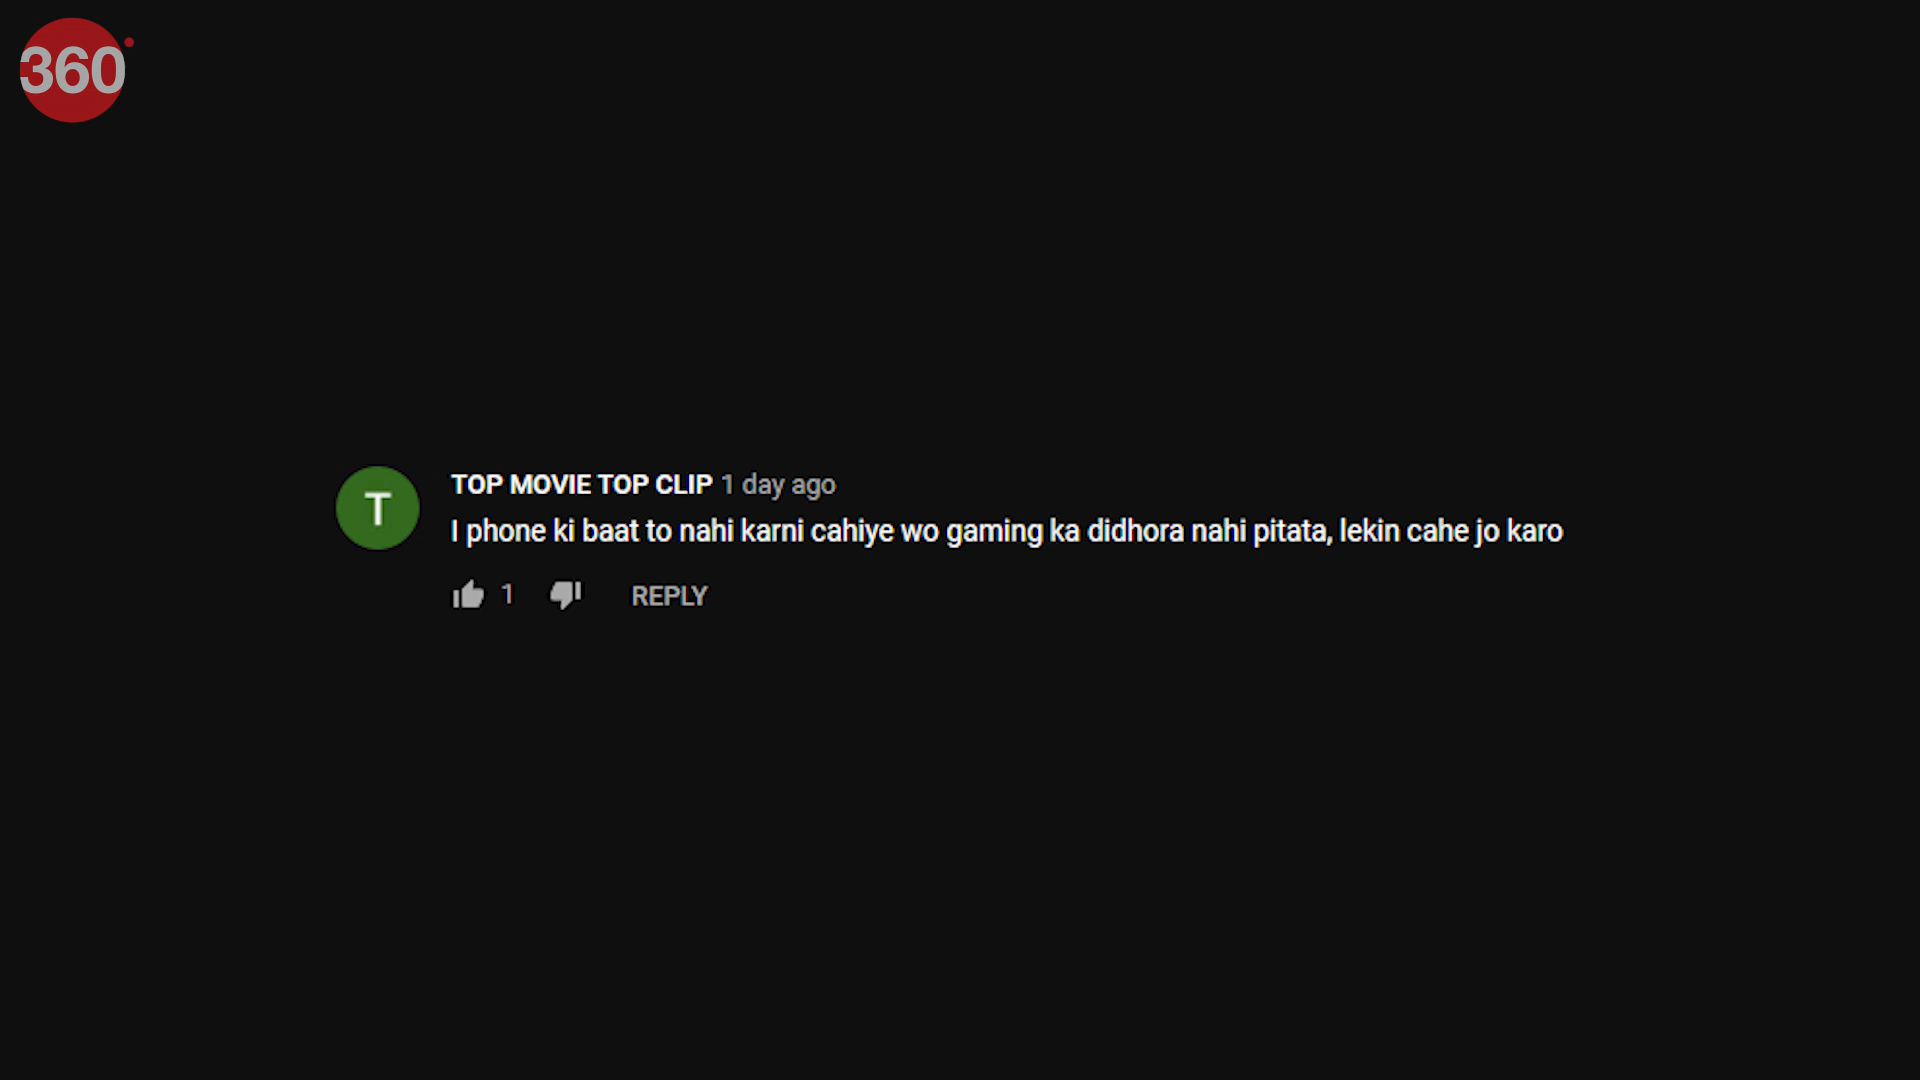 360
T
TOP MOVIE TOP CLIP 1 day ago
I phone ki baat to nahi karni cahiye wo gaming ka didhora nahi pitata, lekin cahe jo karo
1 REPLY